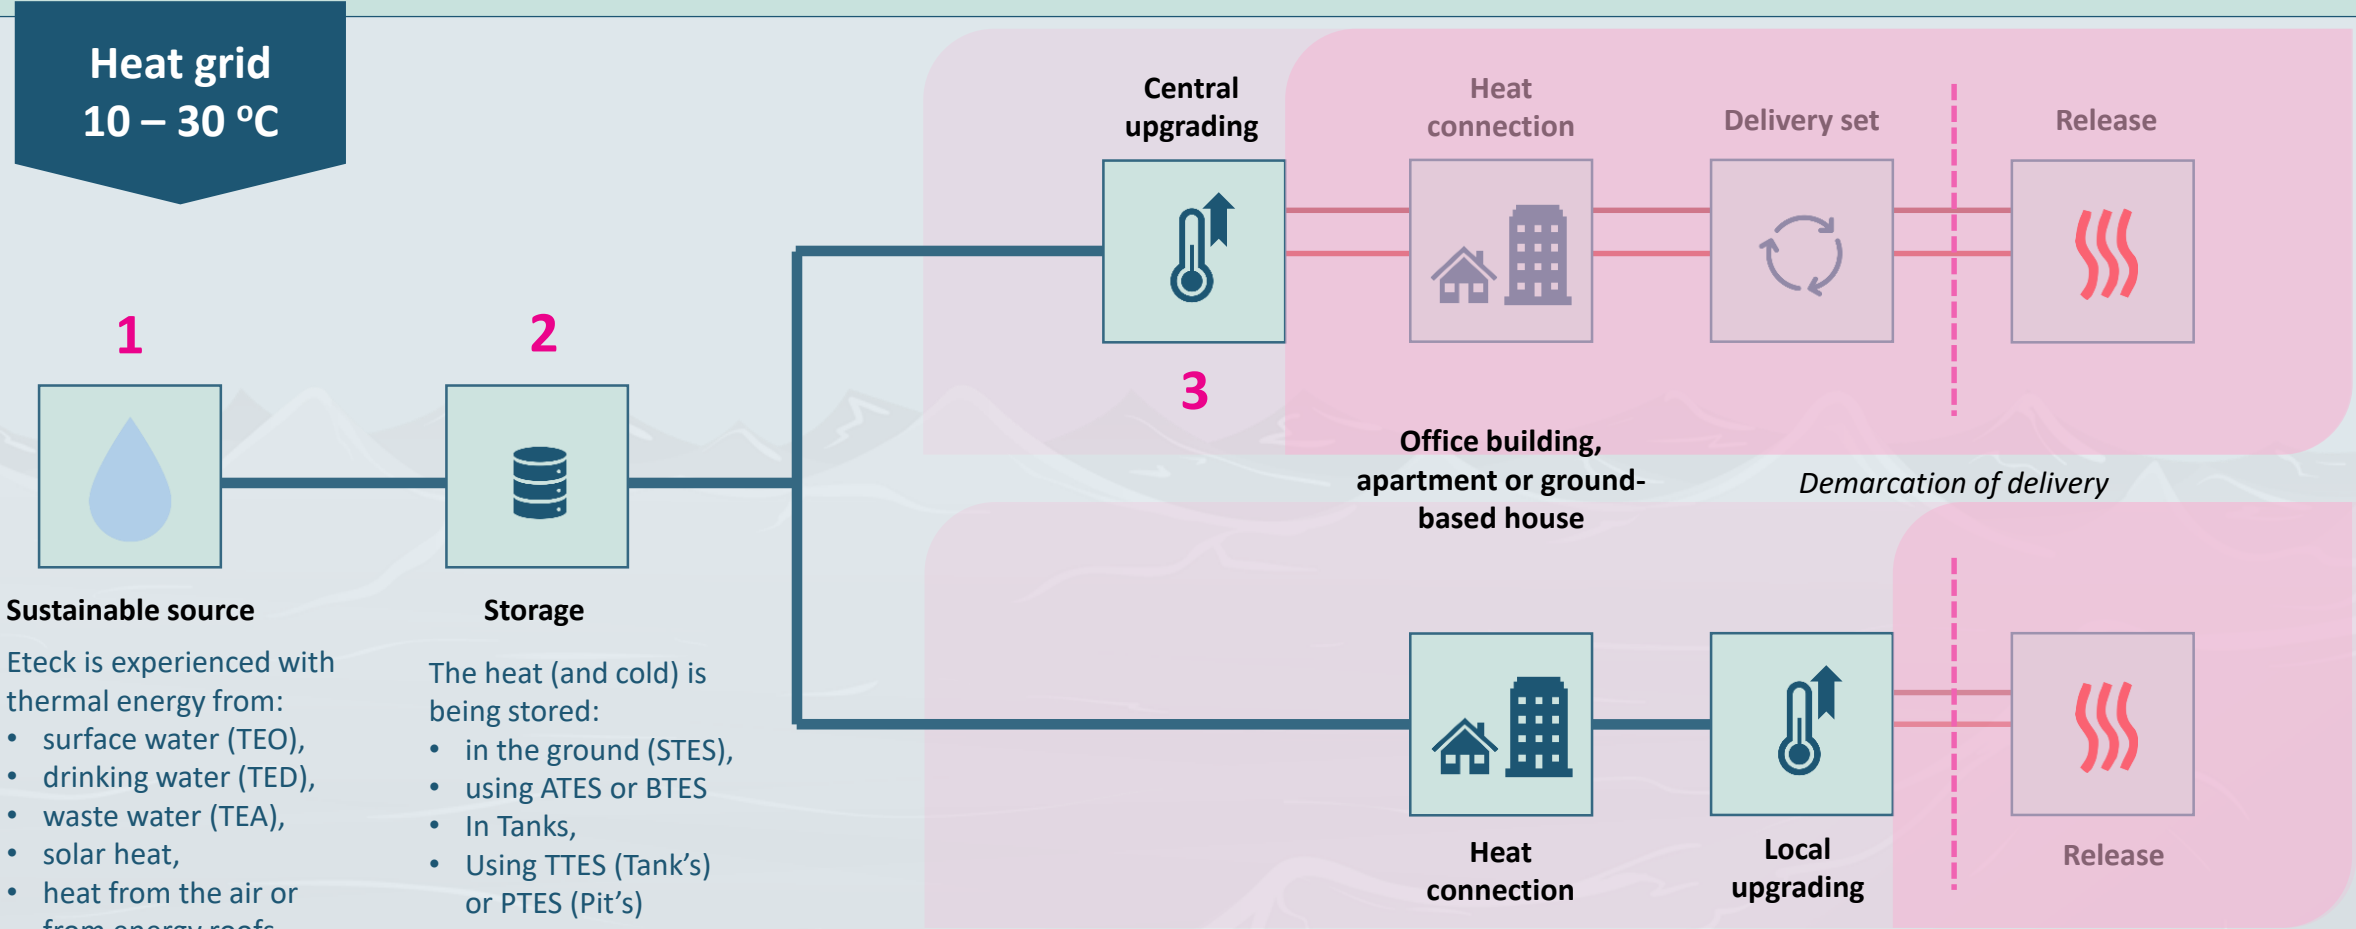 Heat grid
10 – 30 ºC
Central
upgrading
Heat
connection
Delivery set
Release
1
2
3
Office building,
apartment or ground-
based house
Demarcation of delivery
Sustainable source
Eteck is experienced with
thermal energy from:
• surface water (TEO),
• drinking water (TED),
• waste water (TEA),
• solar heat,
• heat from the air or
from energy roofs
Storage
The heat (and cold) is
being stored:
• in the ground (STES),
• using ATES or BTES
• In Tanks,
• Using TTES (Tank's)
or PTES (Pit's)
Heat
connection
Local
upgrading
Release